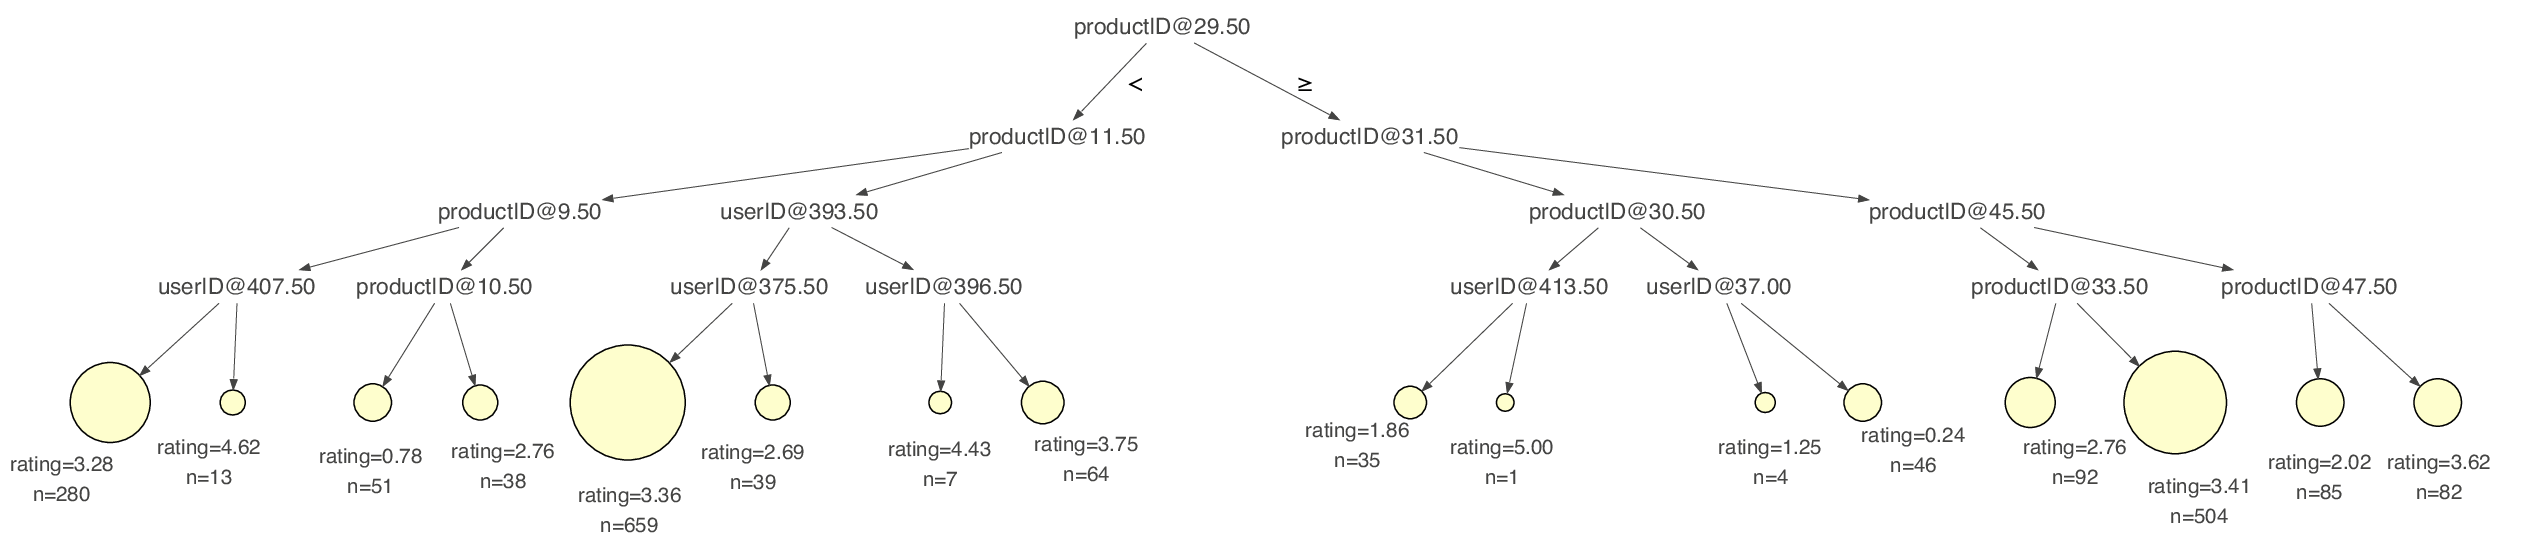 productID@29.50
<
≥
productID@11.50
productID@31.50
productID@9.50
userID@393.50
productID@30.50
productID@45.50
userID@407.50
productID@10.50
userID@375.50
userID@396.50
userID@413.50
userID@37.00
productID@33.50
productID@47.50
rating=3.28
n=280
rating=4.62
n=13
rating=0.78
n=51
rating=2.76
n=38
rating=3.36
n=659
rating=2.69
n=39
rating=4.43
n=7
rating=3.75
n=64
rating=1.86
n=35
rating=5.00
n=1
rating=1.25
n=4
rating=0.24
n=46
rating=2.76
n=92
rating=3.41
n=504
rating=2.02
n=85
rating=3.62
n=82